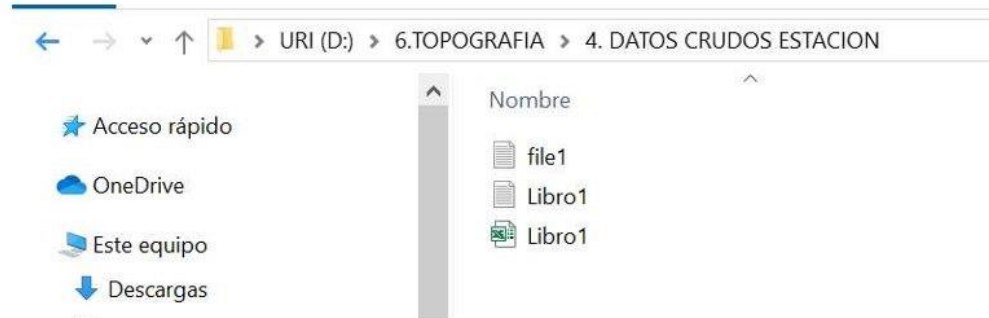 URI (D:) > 6.TOPOGRAFIA > 4. DATOS CRUDOS ESTACION
Nombre
Acceso rápido
OneDrive
Este equipo
Descargas
file1
Libro1
Libro1